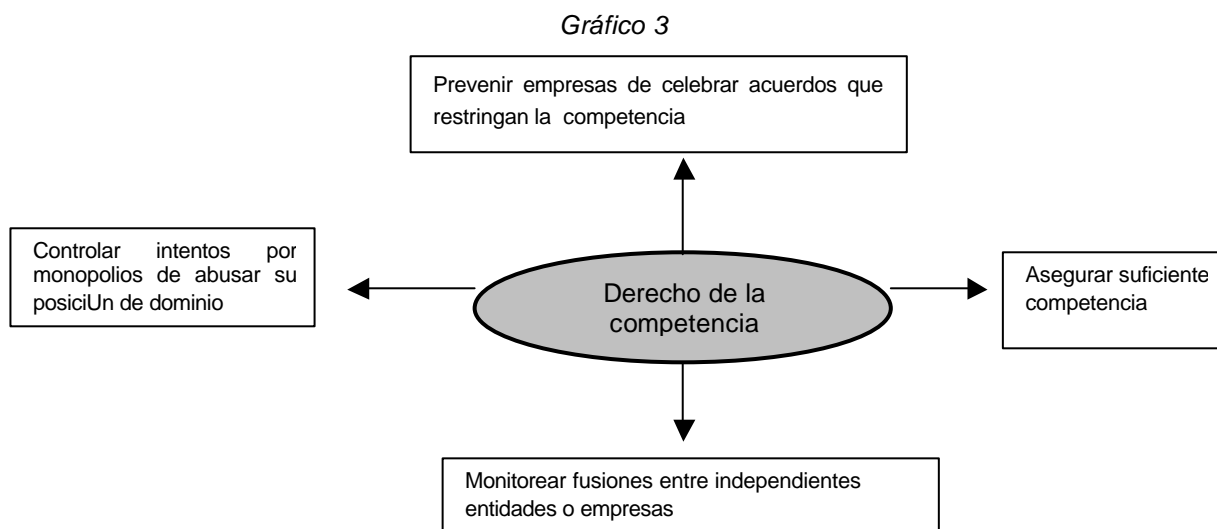 Gráfico 3
Prevenir empresas de celebrar acuerdos que
restringan la competencia
Controlar intentos por
monopolios de abusar su
posiciUn de dominio
Derecho de la
competencia
Asegurar suficiente
competencia
Monitorear fusiones entre independientes
entidades o empresas